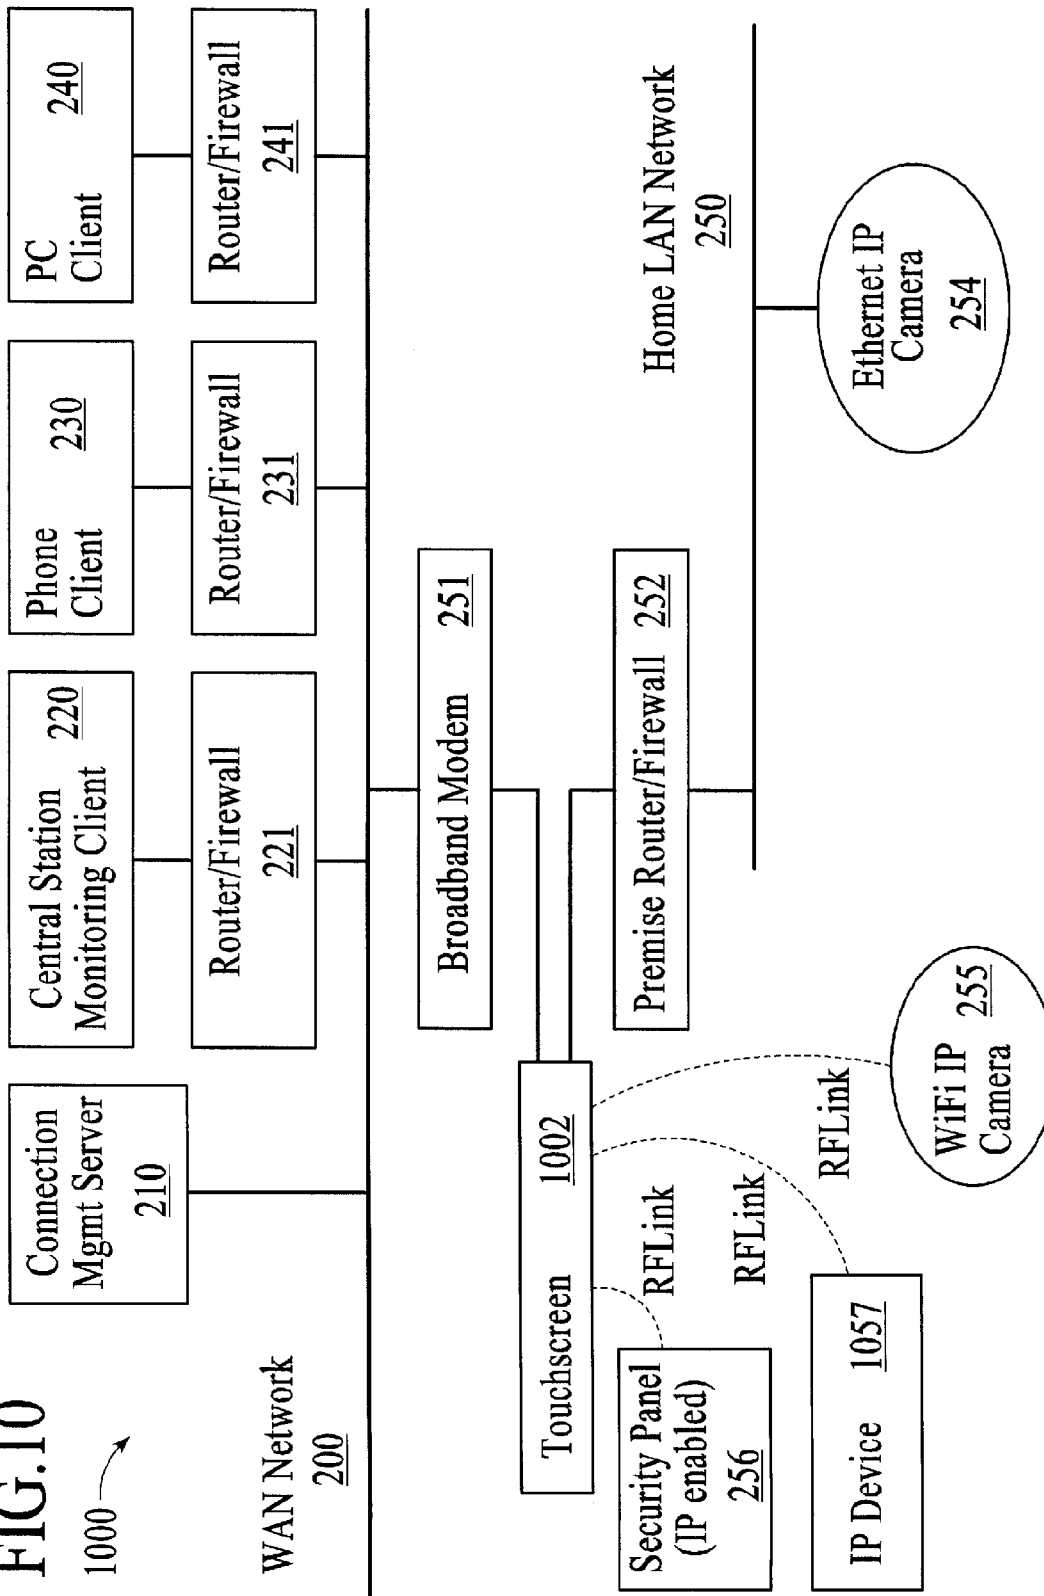 FIG.10
1000
WAN Network
200
Connection
Mgmt Server
210
Central Station
Monitoring Client 220
Router/Firewall
221
Phone
Client 230
Router/Firewall
231
PC
Client 240
Router/Firewall
241
Broadband Modem 251
Touchscreen 1002
Premise Router/Firewall 252
Home LAN Network
250
RFLink
RFLink
RFLink
Security Panel
(IP enabled)
256
IP Device 1057
WiFi IP
Camera 255
Ethernet IP
Camera
254